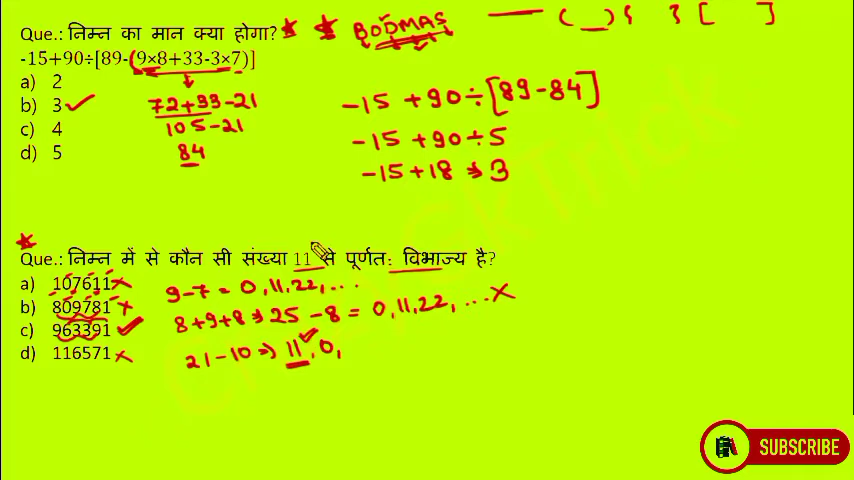 Que.: निम्न का मान क्या होगा?
BODMAS
— ( _ ) { } [ ]
-15+90÷[89-(9×8+33-3×7)]
a) 2
b) 3
c) 4
d) 5
72+33-21
105-21
84
-15 +90÷[89-84]
-15 +90÷5
-15+18 ⇒ 3
Que.: निम्न में से कौन सी संख्या 11 से पूर्णत: विभाज्य है?
a) 107611
b) 809781
c) 963391
d) 116571
9-7 = 0, 11, 22, ...
8+9+8 ⇒ 25 -8 = 0, 11, 22, ...
21-10 ⇒ 11, 0,
SUBSCRIBE